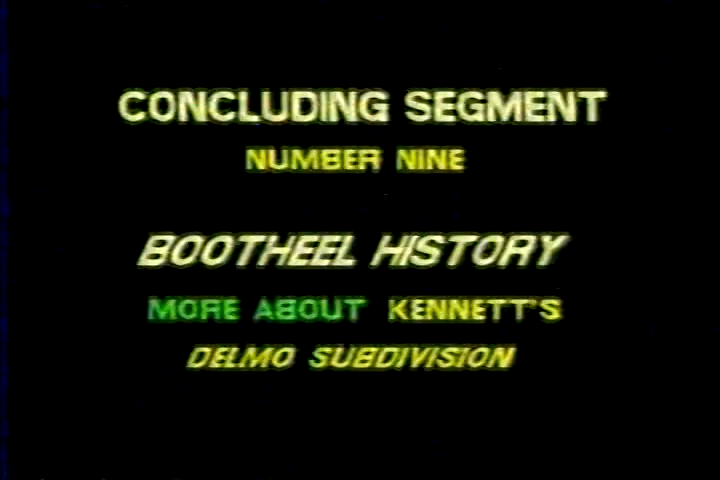 CONCLUDING SEGMENT
NUMBER NINE
BOOTHEEL HISTORY
MORE ABOUT KENNETT'S
DELMO SUBDIVISION